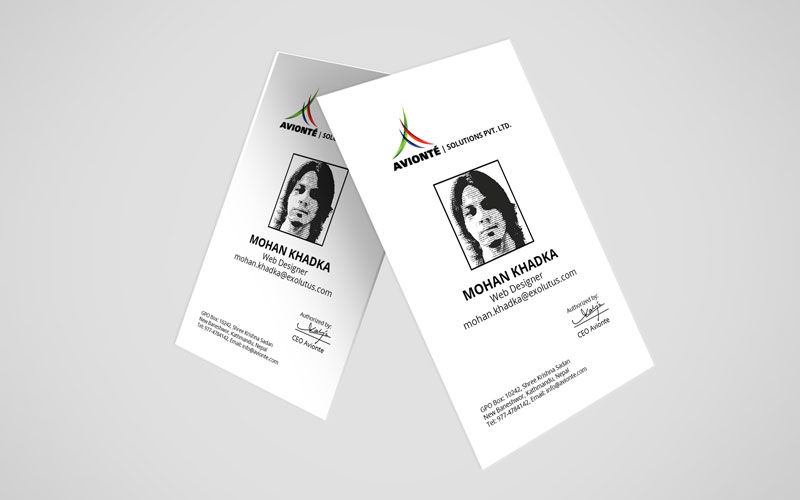 AVIONTÉ | SOL
MOHAN KHADKA
Web Designer
mohan.khadka@exolutus.com
GPO Box: 10242, Shree Krishna Sadan
New Baneshwor, Kathmandu, Nepal
Tel: 977-4784142, Email: info@avionte.com
Authorized by:
CEO Avionte
AVIONTÉ | SOLUTIONS PVT. LTD.
MOHAN KHADKA
Web Designer
mohan.khadka@exolutus.com
Authorized by:
CEO Avionte
GPO Box: 10242, Shree Krishna Sadan
New Baneshwor, Kathmandu, Nepal
Tel: 977-4784142, Email: info@avionte.com